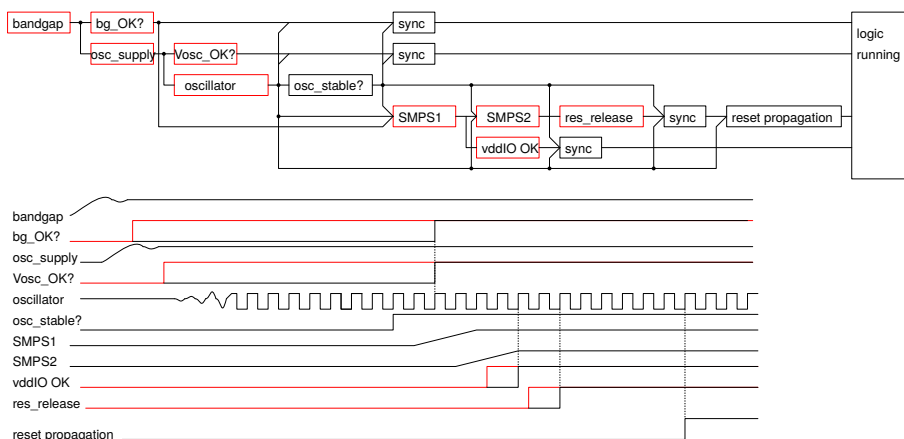 bandgap
bg_OK?
sync
logic
running
osc_supply
Vosc_OK?
sync
oscillator
osc_stable?
SMPS1
SMPS2
res_release
sync
reset propagation
vddIO OK
sync
bandgap
bg_OK?
osc_supply
Vosc_OK?
oscillator
osc_stable?
SMPS1
SMPS2
vddIO OK
res_release
reset propagation